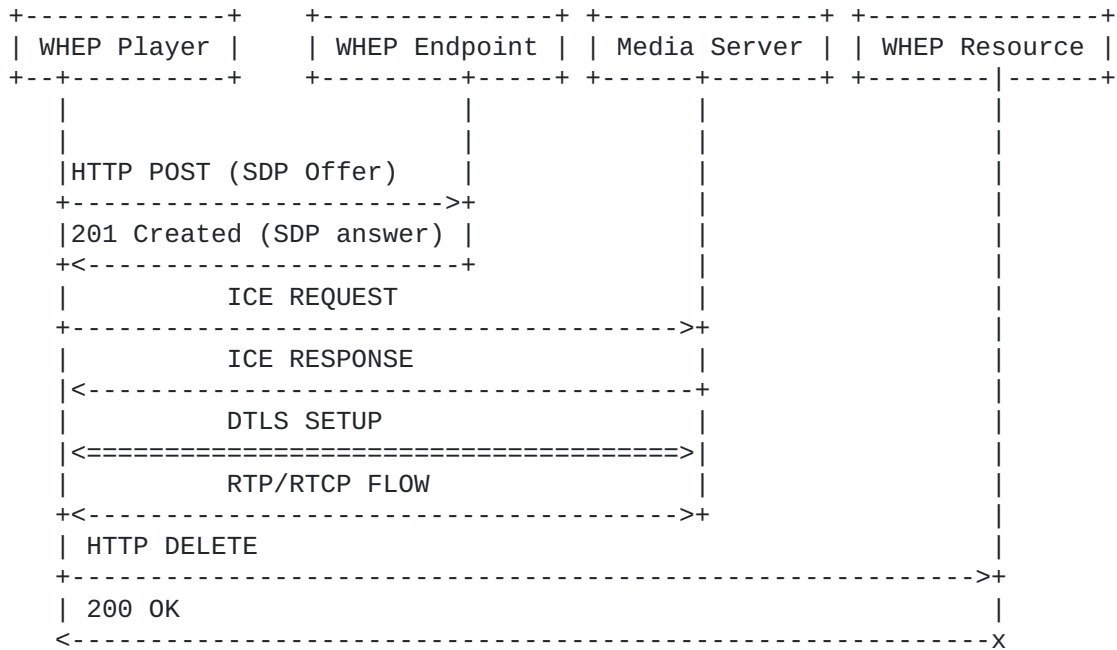 WHEP Player WHEP Endpoint Media Server WHEP Resource
HTTP POST (SDP Offer)
201 Created (SDP answer)
ICE REQUEST
ICE RESPONSE
DTLS SETUP
RTP/RTCP FLOW
HTTP DELETE
200 OK
x